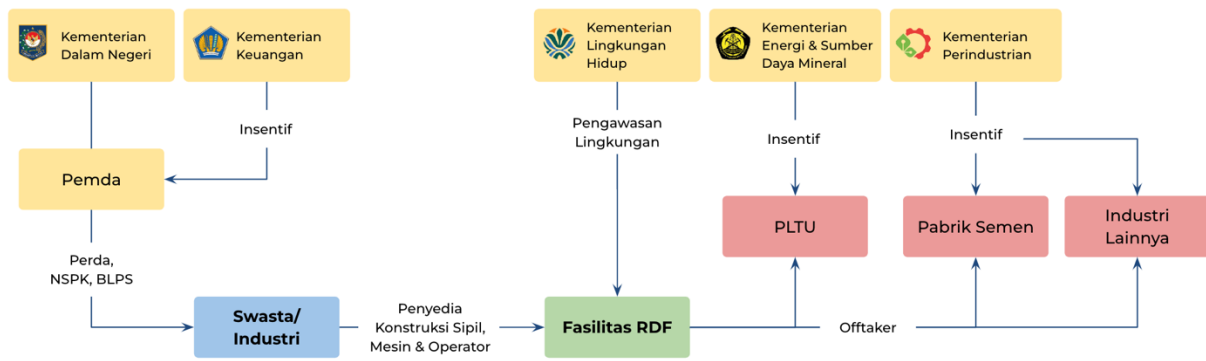 Kementerian
Dalam Negeri
Kementerian
Keuangan
Kementerian
Lingkungan
Hidup
Kementerian
Energi & Sumber
Daya Mineral
Kementerian
Perindustrian
Insentif
Pengawasan
Lingkungan
Insentif
Insentif
Pemda
PLTU
Pabrik Semen
Industri
Lainnya
Perda,
NSPK, BLPS
Swasta/
Industri
Penyedia
Konstruksi Sipil,
Mesin & Operator
Fasilitas RDF
Offtaker